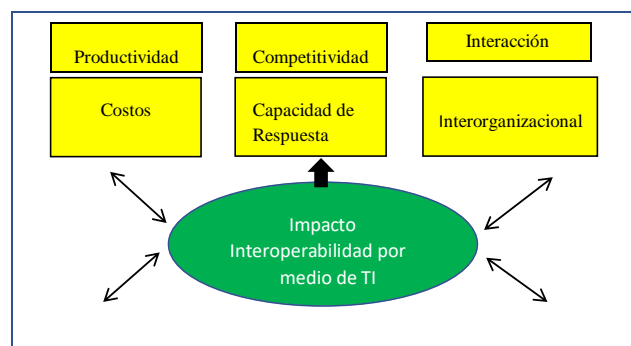 Productividad
Competitividad
Interacción
Costos
Capacidad de
Respuesta
Interorganizacional
Impacto
Interoperabilidad por
medio de TI